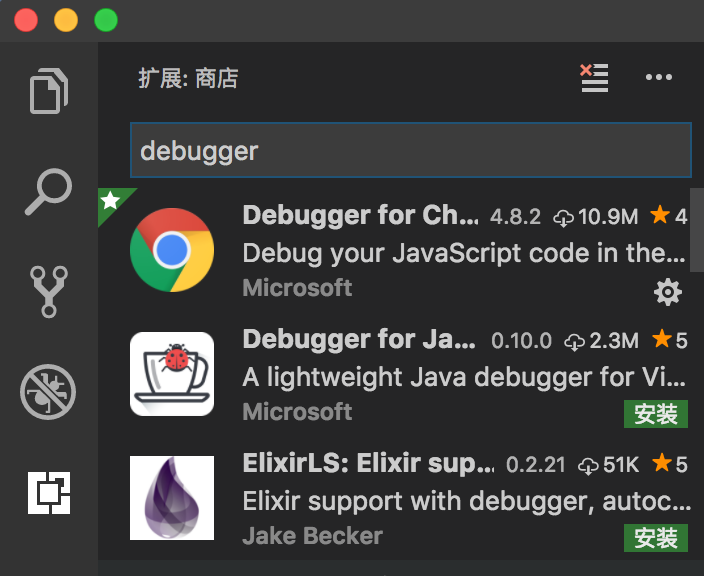 扩展: 商店
debugger
Debugger for Ch... 4.8.2 10.9M 4
Debug your JavaScript code in the...
Microsoft
Debugger for Ja... 0.10.0 2.3M 5
A lightweight Java debugger for Vi...
Microsoft 安装
ElixirLS: Elixir sup... 0.2.21 51K 5
Elixir support with debugger, autoc...
Jake Becker 安装